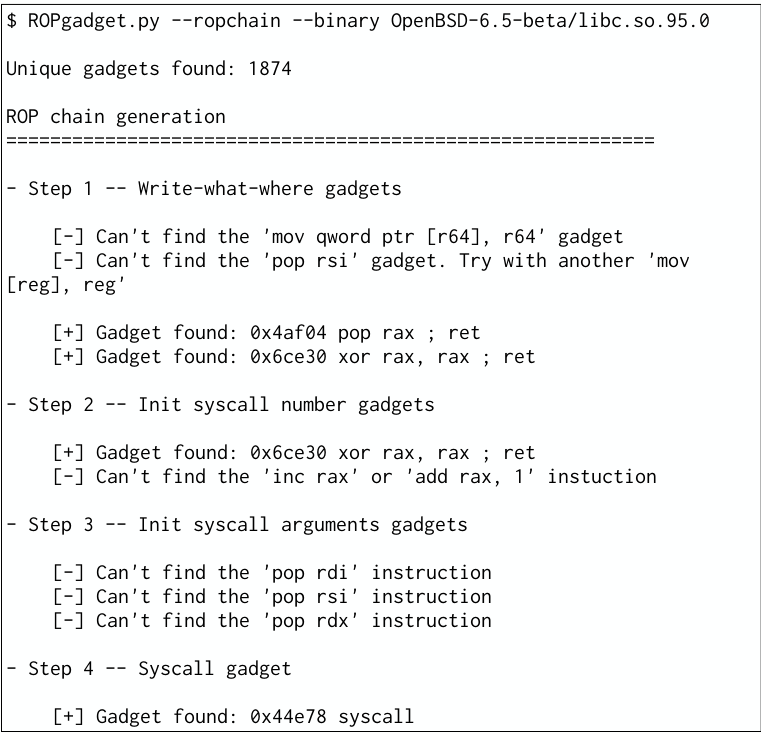 $ ROPgadget.py --ropchain --binary OpenBSD-6.5-beta/libc.so.95.0
Unique gadgets found: 1874
ROP chain generation
===========================================================
- Step 1 -- Write-what-where gadgets
[-] Can't find the 'mov qword ptr [r64], r64' gadget
[-] Can't find the 'pop rsi' gadget. Try with another 'mov
[reg], reg'
[+] Gadget found: 0x4af04 pop rax ; ret
[+] Gadget found: 0x6ce30 xor rax, rax ; ret
- Step 2 -- Init syscall number gadgets
[+] Gadget found: 0x6ce30 xor rax, rax ; ret
[-] Can't find the 'inc rax' or 'add rax, 1' instuction
- Step 3 -- Init syscall arguments gadgets
[-] Can't find the 'pop rdi' instruction
[-] Can't find the 'pop rsi' instruction
[-] Can't find the 'pop rdx' instruction
- Step 4 -- Syscall gadget
[+] Gadget found: 0x44e78 syscall